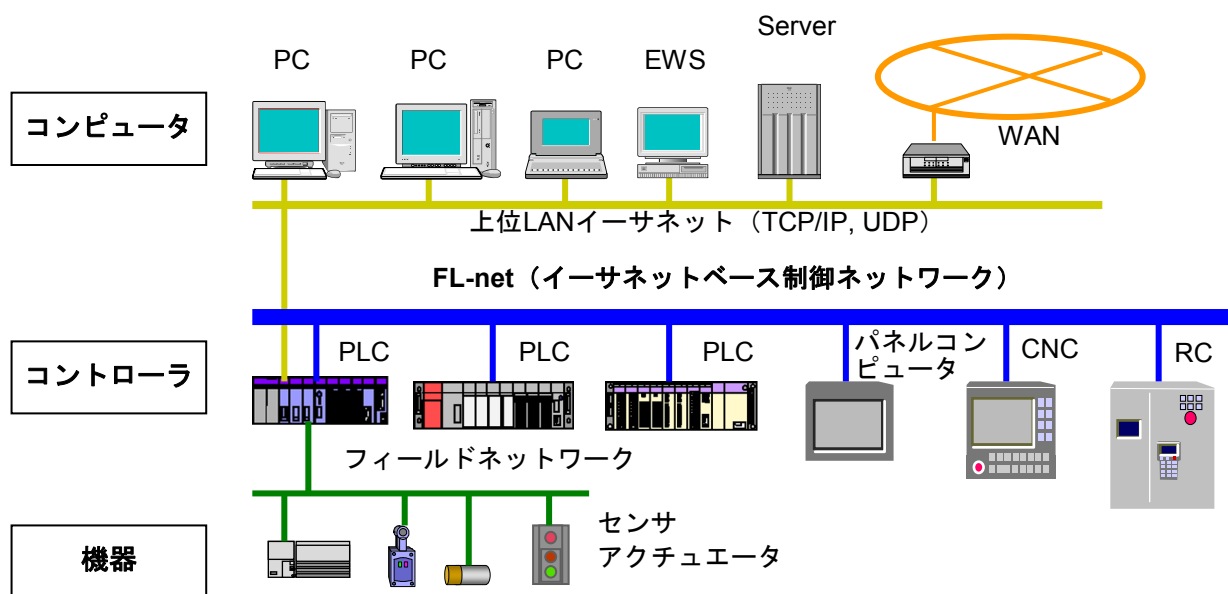 Server
PC
PC
PC
EWS
コンピュータ
WAN
上位LANイーサネット（TCP/IP, UDP）
FL-net（イーサネットベース制御ネットワーク）
コントローラ
PLC
PLC
PLC
パネルコン
ピュータ
CNC
RC
フィールドネットワーク
機器
センサ
アクチュエータ